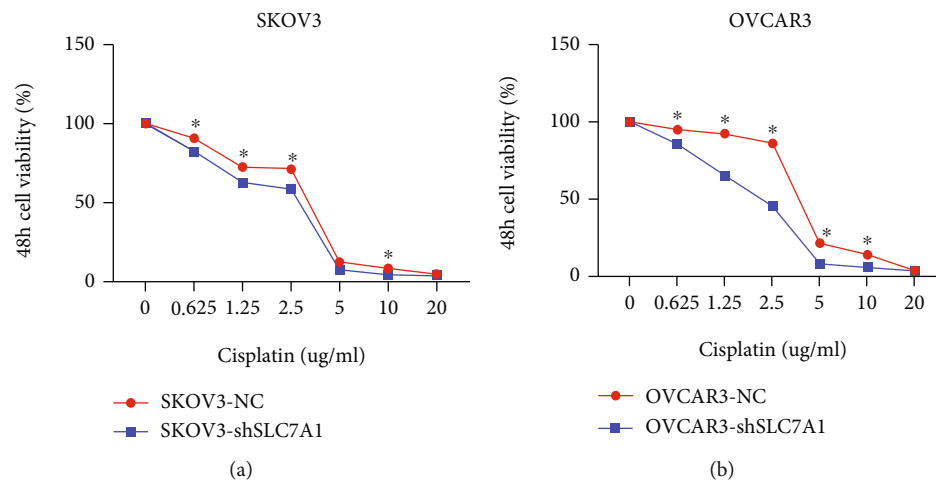 SKOV3
150
100
50
0
48h cell viability (%)
*
*
*
*
0 0.625 1.25 2.5 5 10 20
Cisplatin (ug/ml)
SKOV3-NC
SKOV3-shSLC7A1
(a)
OVCAR3
150
100
50
0
48h cell viability (%)
*
*
*
*
*
0 0.625 1.25 2.5 5 10 20
Cisplatin (ug/ml)
OVCAR3-NC
OVCAR3-shSLC7A1
(b)